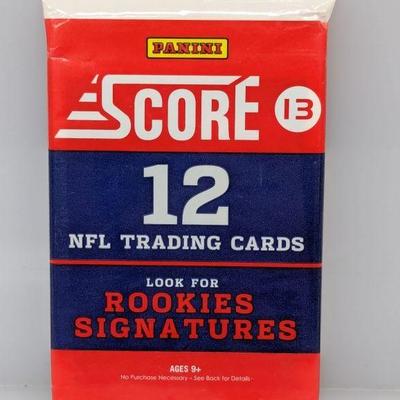 PANINI
SCORE 13
12
NFL TRADING CARDS
LOOK FOR
ROOKIES
SIGNATURES
AGES 9+
No Purchase Necessary - See Back for Details